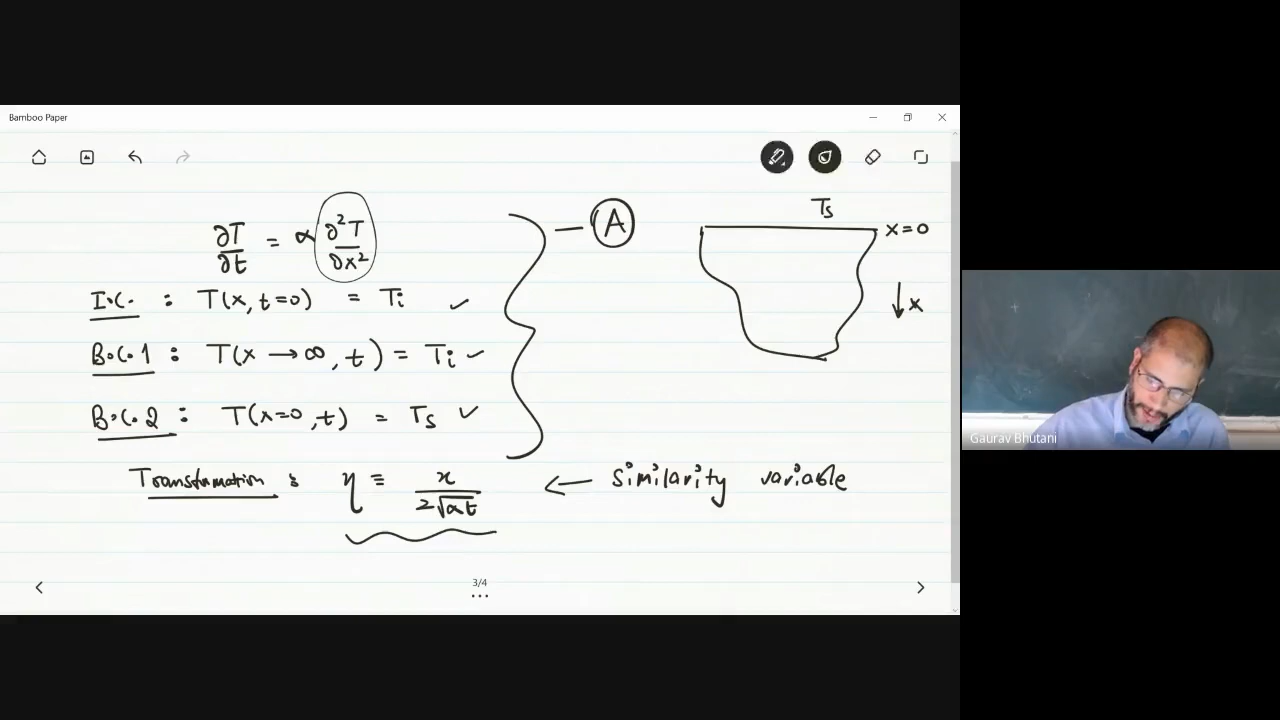 Bamboo Paper
∂T/∂t = α ∂²T/∂x²
A
Ts
x=0
↓ x
I.C. : T(x, t=0) = Ti ✓
B.C.1 : T(x → ∞, t) = Ti ✓
B.C.2 : T(x=0, t) = Ts ✓
Transformation : η ≡ x / 2√αt ← similarity variable
3/4
Gaurav Bhutani